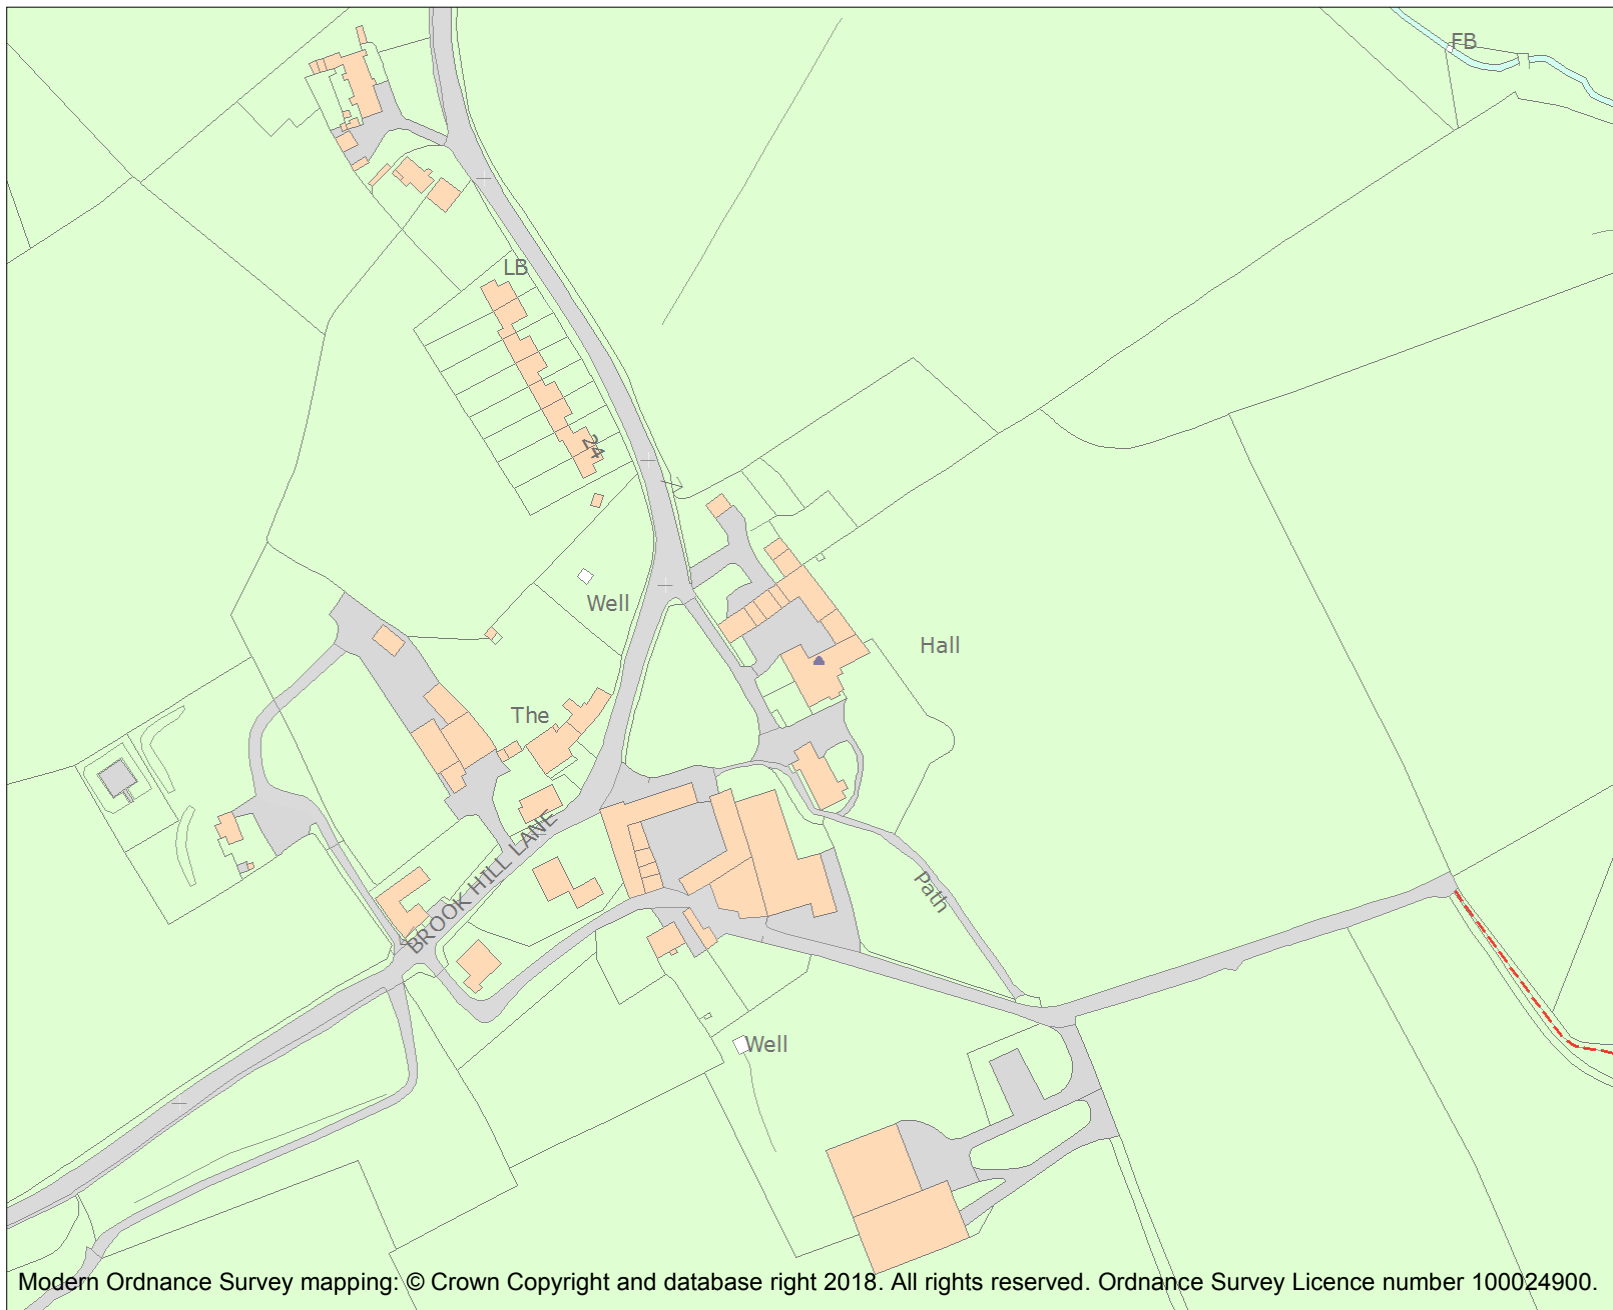 FB
LB
24
Well
Hall
The
BROOK HILL LANE
Path
Well
Modern Ordnance Survey mapping: © Crown Copyright and database right 2018. All rights reserved. Ordnance Survey Licence number 100024900.